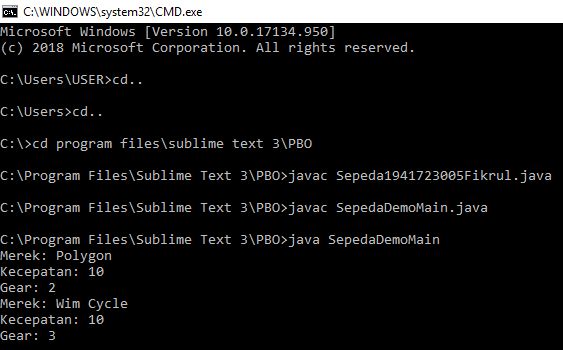 C:\WINDOWS\system32\CMD.exe
Microsoft Windows [Version 10.0.17134.950]
(c) 2018 Microsoft Corporation. All rights reserved.
C:\Users\USER>cd..
C:\Users>cd..
C:\>cd program files\sublime text 3\PBO
C:\Program Files\Sublime Text 3\PBO>javac Sepeda1941723005Fikrul.java
C:\Program Files\Sublime Text 3\PBO>javac SepedaDemoMain.java
C:\Program Files\Sublime Text 3\PBO>java SepedaDemoMain
Merek: Polygon
Kecepatan: 10
Gear: 2
Merek: Wim Cycle
Kecepatan: 10
Gear: 3